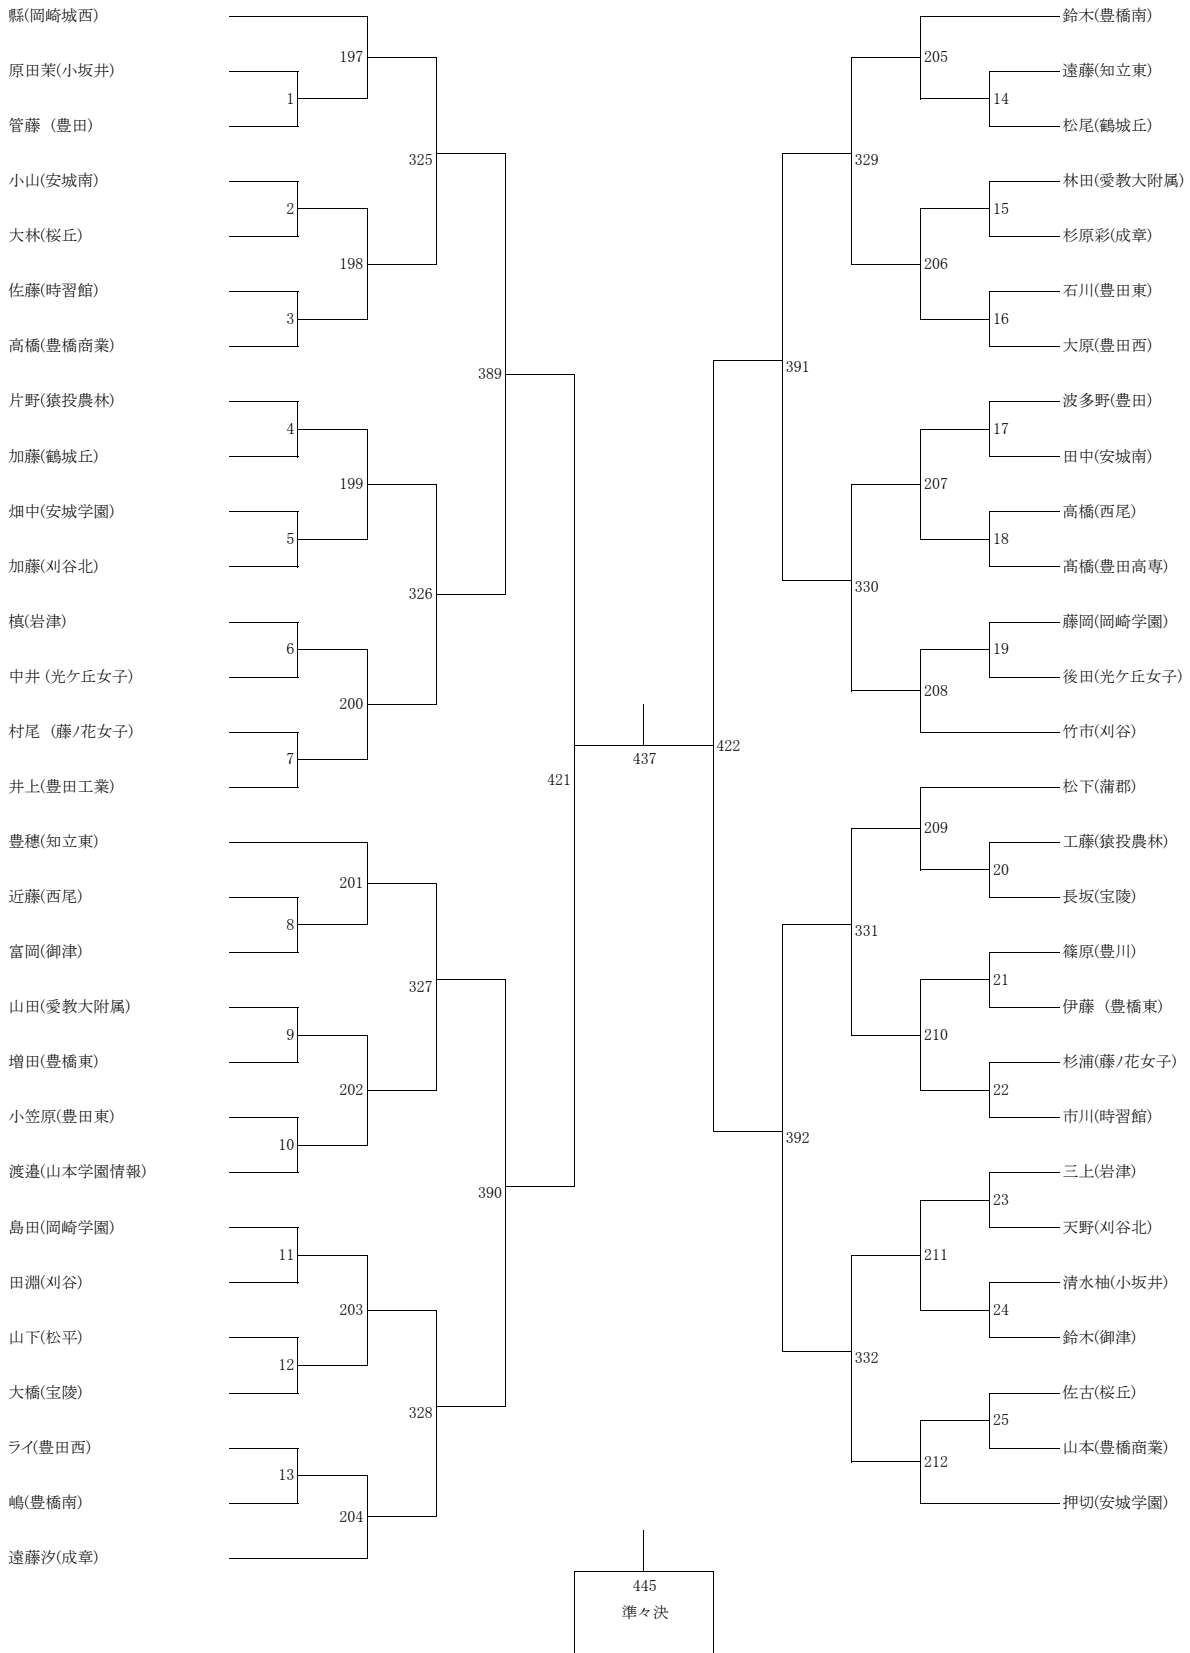 縣(岡崎城西)
原田茉(小坂井)
管藤 (豊田)
小山(安城南)
大林(桜丘)
佐藤(時習館)
高橋(豊橋商業)
片野(猿投農林)
加藤(鶴城丘)
畑中(安城学園)
加藤(刈谷北)
槙(岩津)
中井 (光ケ丘女子)
村尾 (藤ノ花女子)
井上(豊田工業)
豊穂(知立東)
近藤(西尾)
富岡(御津)
山田(愛教大附属)
増田(豊橋東)
小笠原(豊田東)
渡邉(山本学園情報)
島田(岡崎学園)
田淵(刈谷)
山下(松平)
大橋(宝陵)
ライ(豊田西)
嶋(豊橋南)
遠藤汐(成章)
1
2
3
4
5
6
7
8
9
10
11
12
13
197
198
199
200
201
202
203
204
325
326
327
328
389
390
421
437
422
391
392
329
330
331
332
205
206
207
208
209
210
211
212
14
15
16
17
18
19
20
21
22
23
24
25
鈴木(豊橋南)
遠藤(知立東)
松尾(鶴城丘)
林田(愛教大附属)
杉原彩(成章)
石川(豊田東)
大原(豊田西)
波多野(豊田)
田中(安城南)
高橋(西尾)
髙橋(豊田高専)
藤岡(岡崎学園)
後田(光ケ丘女子)
竹市(刈谷)
松下(蒲郡)
工藤(猿投農林)
長坂(宝陵)
篠原(豊川)
伊藤 (豊橋東)
杉浦(藤ノ花女子)
市川(時習館)
三上(岩津)
天野(刈谷北)
清水柚(小坂井)
鈴木(御津)
佐古(桜丘)
山本(豊橋商業)
押切(安城学園)
445
準々決